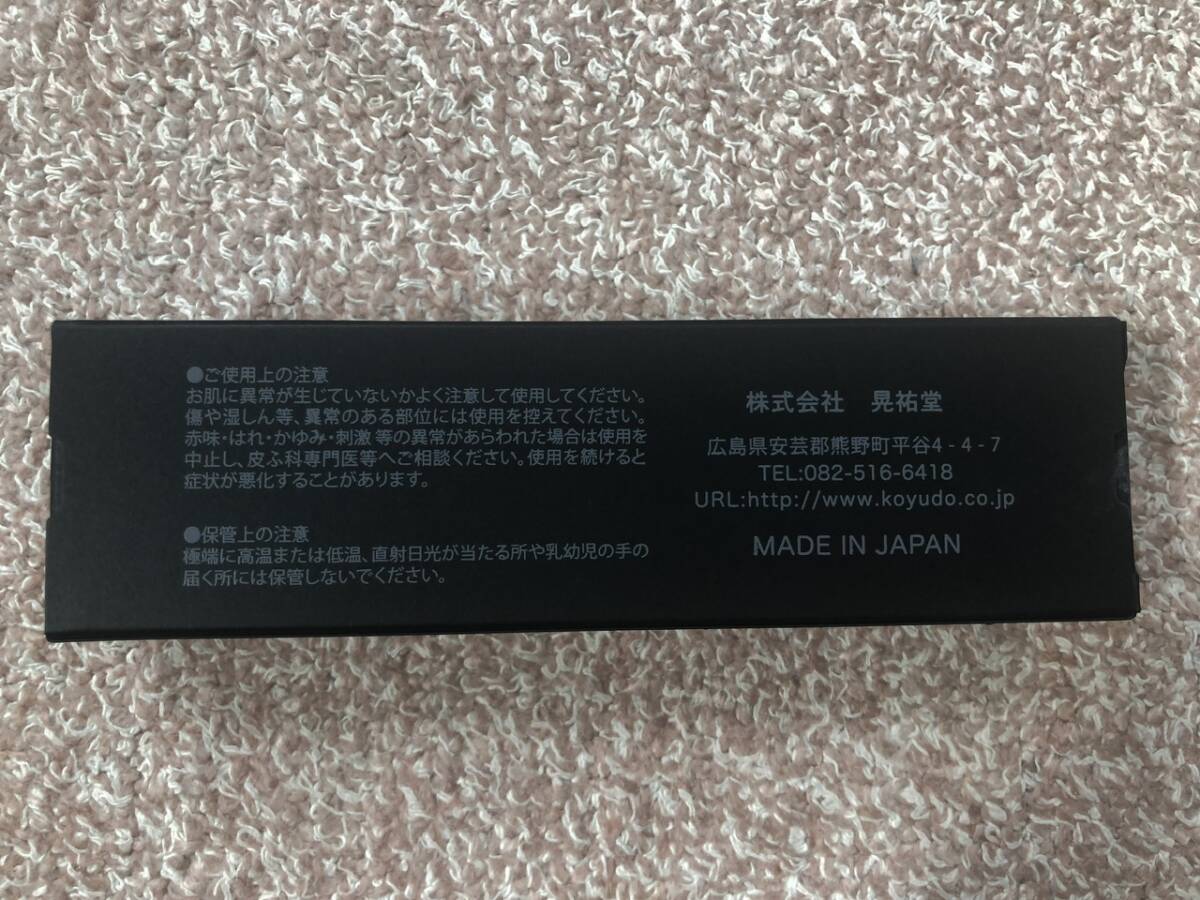 ●ご使用上の注意
お肌に異常が生じていないかよく注意して使用してください。
傷や湿しん等、異常のある部位には使用を控えてください。
赤味・はれ・かゆみ・刺激等の異常があらわれた場合は使用を
中止し、皮ふ科専門医等へご相談ください。使用を続けると
症状が悪化することがあります。
●保管上の注意
極端に高温または低温、直射日光が当たる所や乳幼児の手の
届く所には保管しないでください。
株式会社 晃祐堂
広島県安芸郡熊野町平谷4-4-7
TEL:082-516-6418
URL:http://www.koyudo.co.jp
MADE IN JAPAN